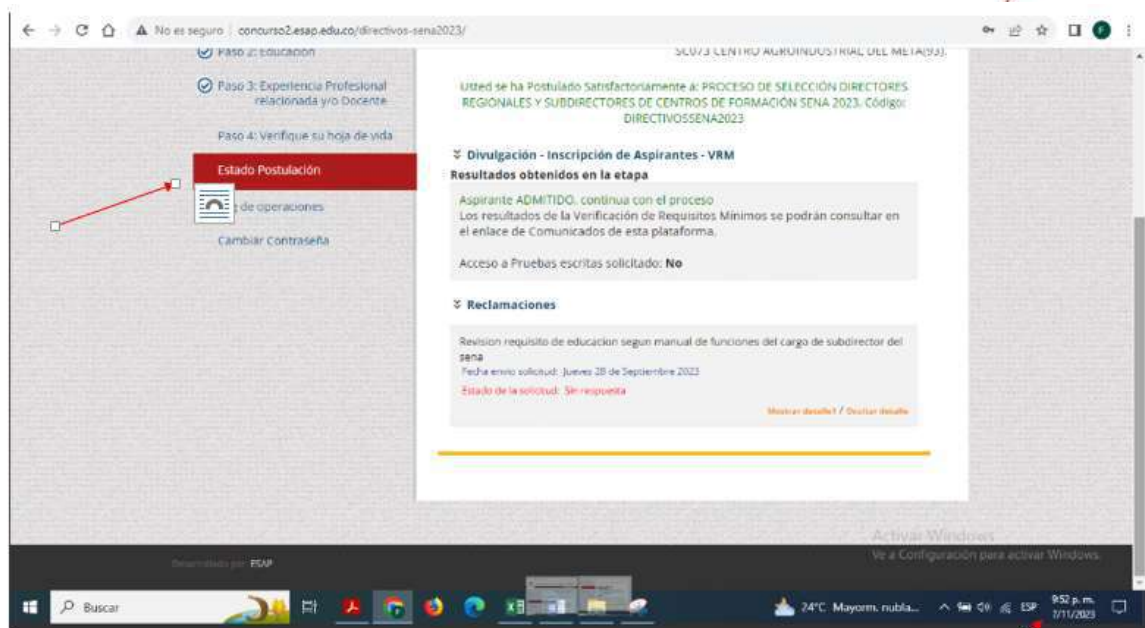 No es seguro | concurso2.esap.edu.co/directivos-sena2023/
Paso 2: Educación
Paso 3: Experiencia Profesional
relacionada y/o Docente
Paso 4: Verifique su hoja de vida
Estado Postulación
de operaciones
Cambiar Contraseña
SC073 CENTRO AGROINDUSTRIAL DEL META(93).
Usted se ha Postulado Satisfactoriamente a: PROCESO DE SELECCIÓN DIRECTORES
REGIONALES Y SUBDIRECTORES DE CENTROS DE FORMACIÓN SENA 2023. Código:
DIRECTIVOSSENA2023
Divulgación - Inscripción de Aspirantes - VRM
Resultados obtenidos en la etapa
Aspirante ADMITIDO, continua con el proceso
Los resultados de la Verificación de Requisitos Mínimos se podrán consultar en
el enlace de Comunicados de esta plataforma.
Acceso a Pruebas escritas solicitado: No
Reclamaciones
Revision requisito de educacion segun manual de funciones del cargo de subdirector del
sena
Fecha envio solicitud: Jueves 28 de Septiembre 2023
Estado de la solicitud: Sin respuesta
Mostrar detalle1 / Ocultar detalle
Activar Windows
Ve a Configuración para activar Windows.
Desarrollado por ESAP
Buscar
24°C Mayorm. nubla...
ESP
9:52 p. m.
7/11/2023